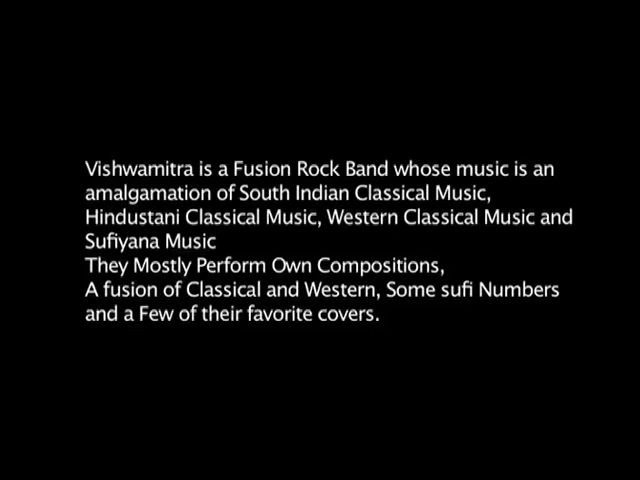 Vishwamitra is a Fusion Rock Band whose music is an
amalgamation of South Indian Classical Music,
Hindustani Classical Music, Western Classical Music and
Sufiyana Music
They Mostly Perform Own Compositions,
A fusion of Classical and Western, Some sufi Numbers
and a Few of their favorite covers.